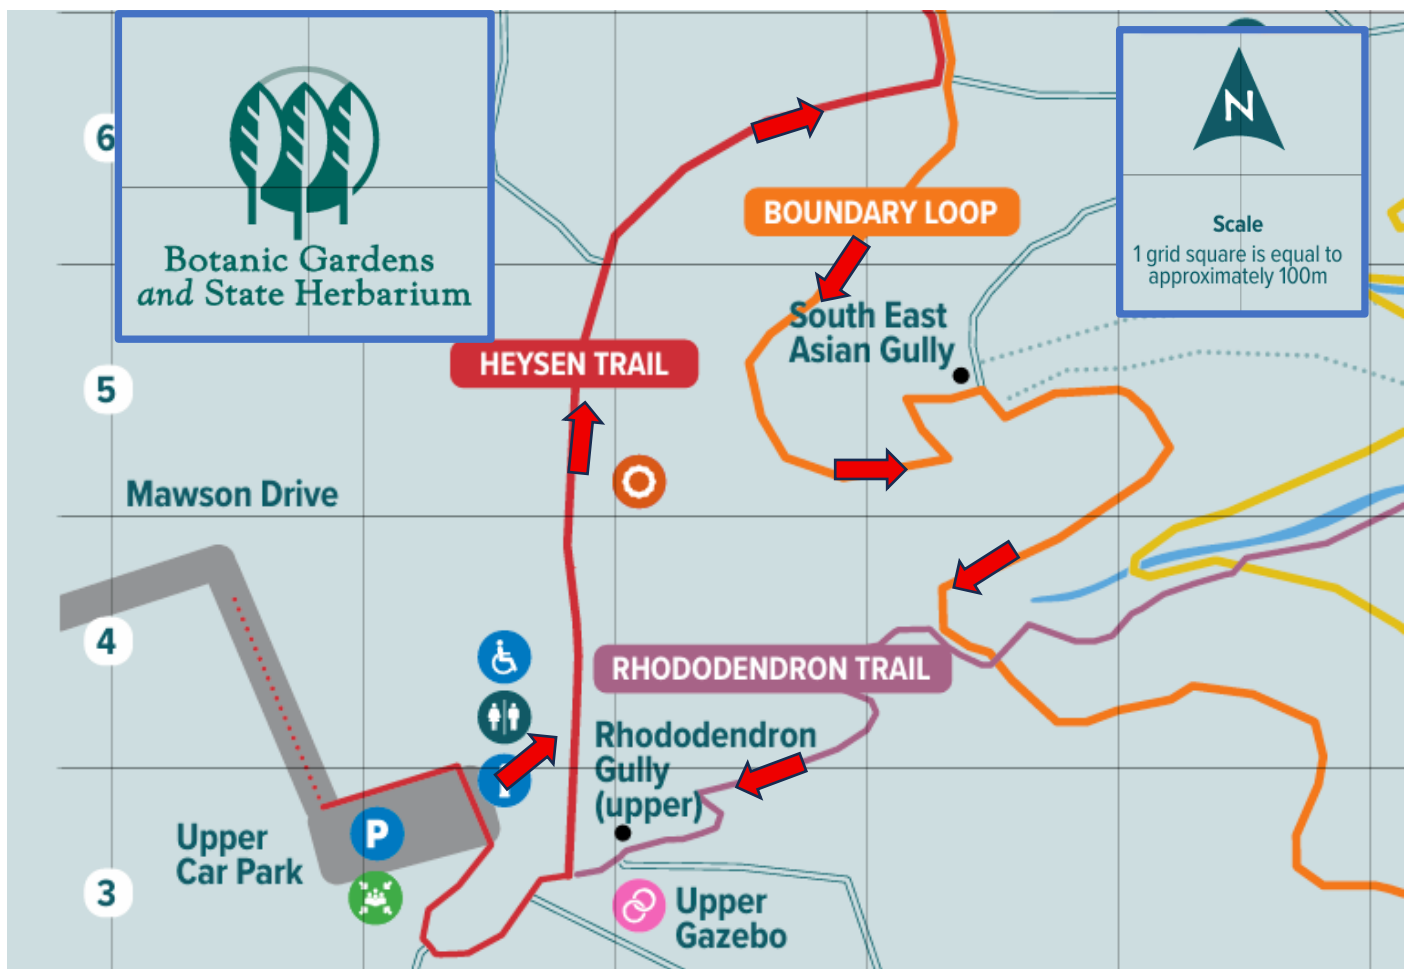 6
Botanic Gardens
and State Herbarium
N
Scale
1 grid square is equal to
approximately 100m
BOUNDARY LOOP
South East
Asian Gully
HEYSEN TRAIL
5
Mawson Drive
4
RHODODENDRON TRAIL
Rhododendron
Gully
(upper)
P
Upper
Car Park
3
Upper
Gazebo